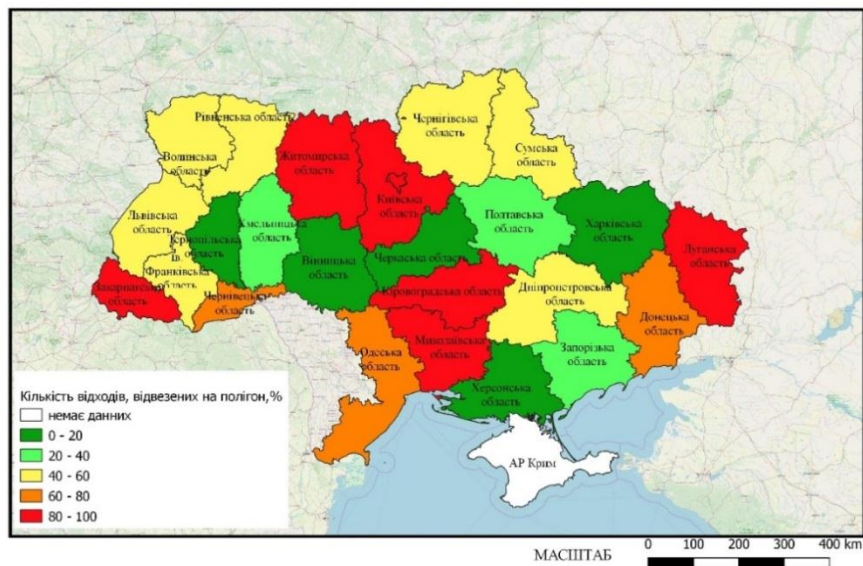 Рівненська область
Волинська
область
Житомирська
область
Київська
область
Чернігівська
область
Сумська
область
Львівська
область
Тернопільська
область
Хмельницька
область
Ів.
Франківська
область
Закарпатська
область
Чернівецька
область
Вінницька
область
Черкаська область
Полтавська
область
Харківська
область
Луганська
область
Кіровоградська область
Дніпропетровська
область
Донецька
область
Миколаївська
область
Одеська
область
Запорізька
область
Херсонська
область
АР Крим
Кількість відходів, відвезених на полігон,%
немає данних
0 - 20
20 - 40
40 - 60
60 - 80
80 - 100
МАСШТАБ
0 100 200 300 400 km